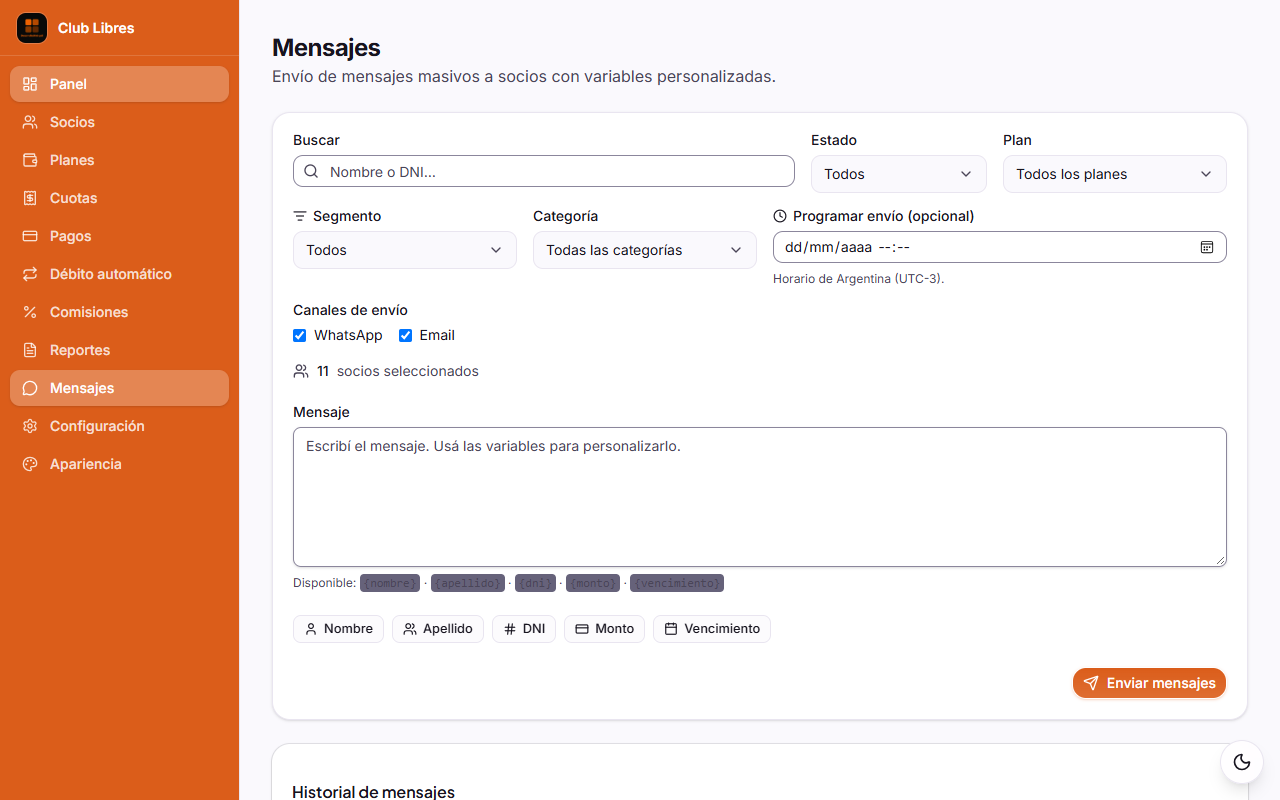 Club Libres
Panel
Socios
Planes
Cuotas
Pagos
Débito automático
Comisiones
Reportes
Mensajes
Configuración
Apariencia
Mensajes
Envío de mensajes masivos a socios con variables personalizadas.
Buscar
Nombre o DNI...
Estado
Todos
Plan
Todos los planes
Segmento
Todos
Categoría
Todas las categorías
Programar envío (opcional)
dd/mm/aaaa --:--
Horario de Argentina (UTC-3).
Canales de envío
WhatsApp Email
11 socios seleccionados
Mensaje
Escribí el mensaje. Usá las variables para personalizarlo.
Disponible: {nombre} · {apellido} · {dni} · {monto} · {vencimiento}
Nombre Apellido DNI Monto Vencimiento
Enviar mensajes
Historial de mensajes